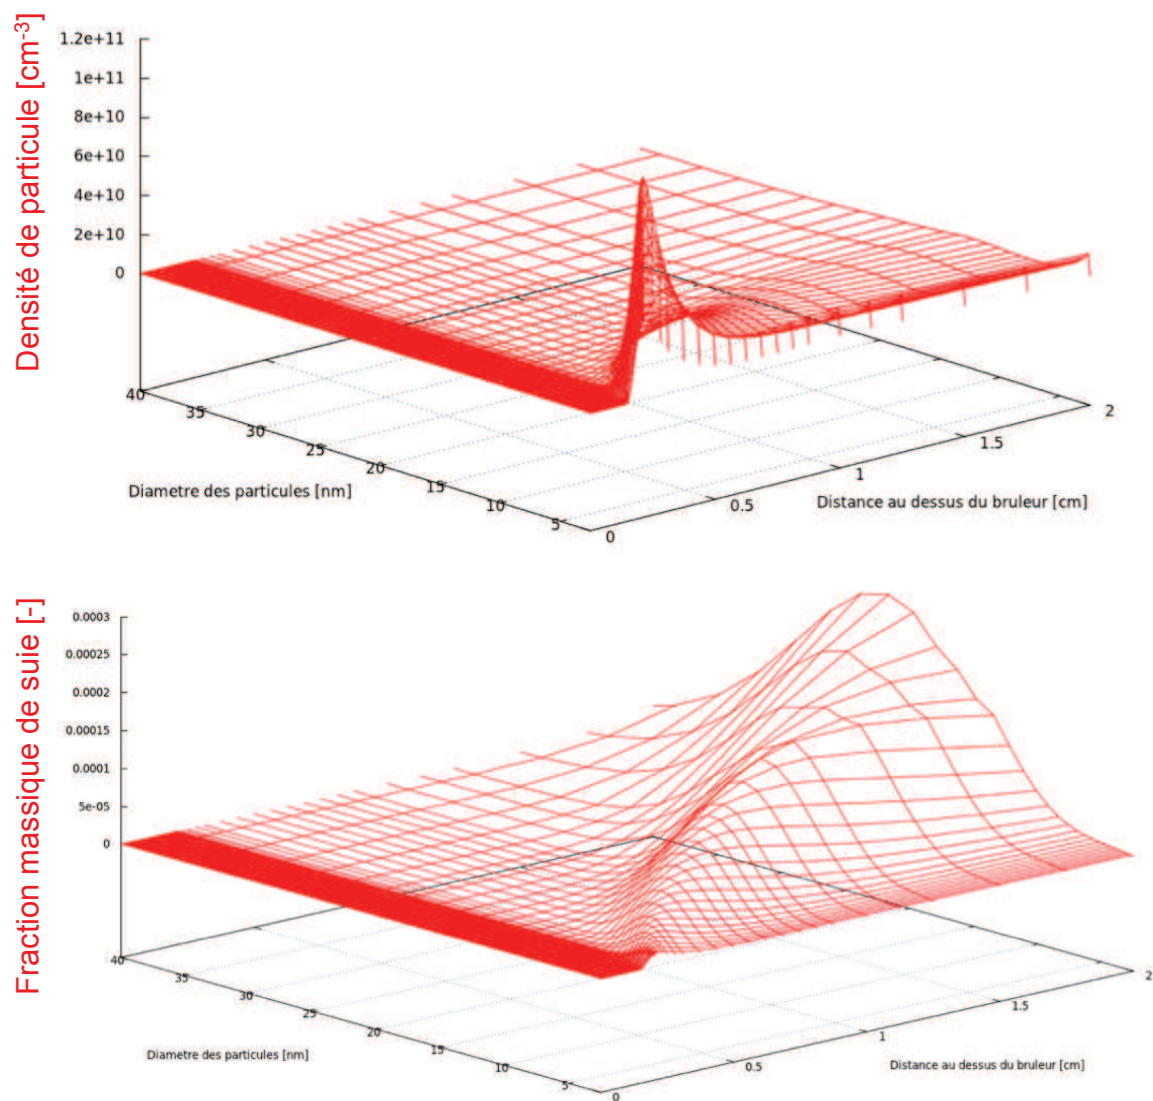 Densité de particule [cm-3]
1.2e+11
1e+11
8e+10
6e+10
4e+10
2e+10
0
40
35
30
25
20
15
10
5
Diametre des particules [nm]
0
0.5
1
1.5
2
Distance au dessus du bruleur [cm]
Fraction massique de suie [-]
0.0003
0.00025
0.0002
0.00015
0.0001
5e-05
0
40
35
30
25
20
15
10
5
Diametre des particules [nm]
0
0.5
1
1.5
2
Distance au dessus du bruleur [cm]